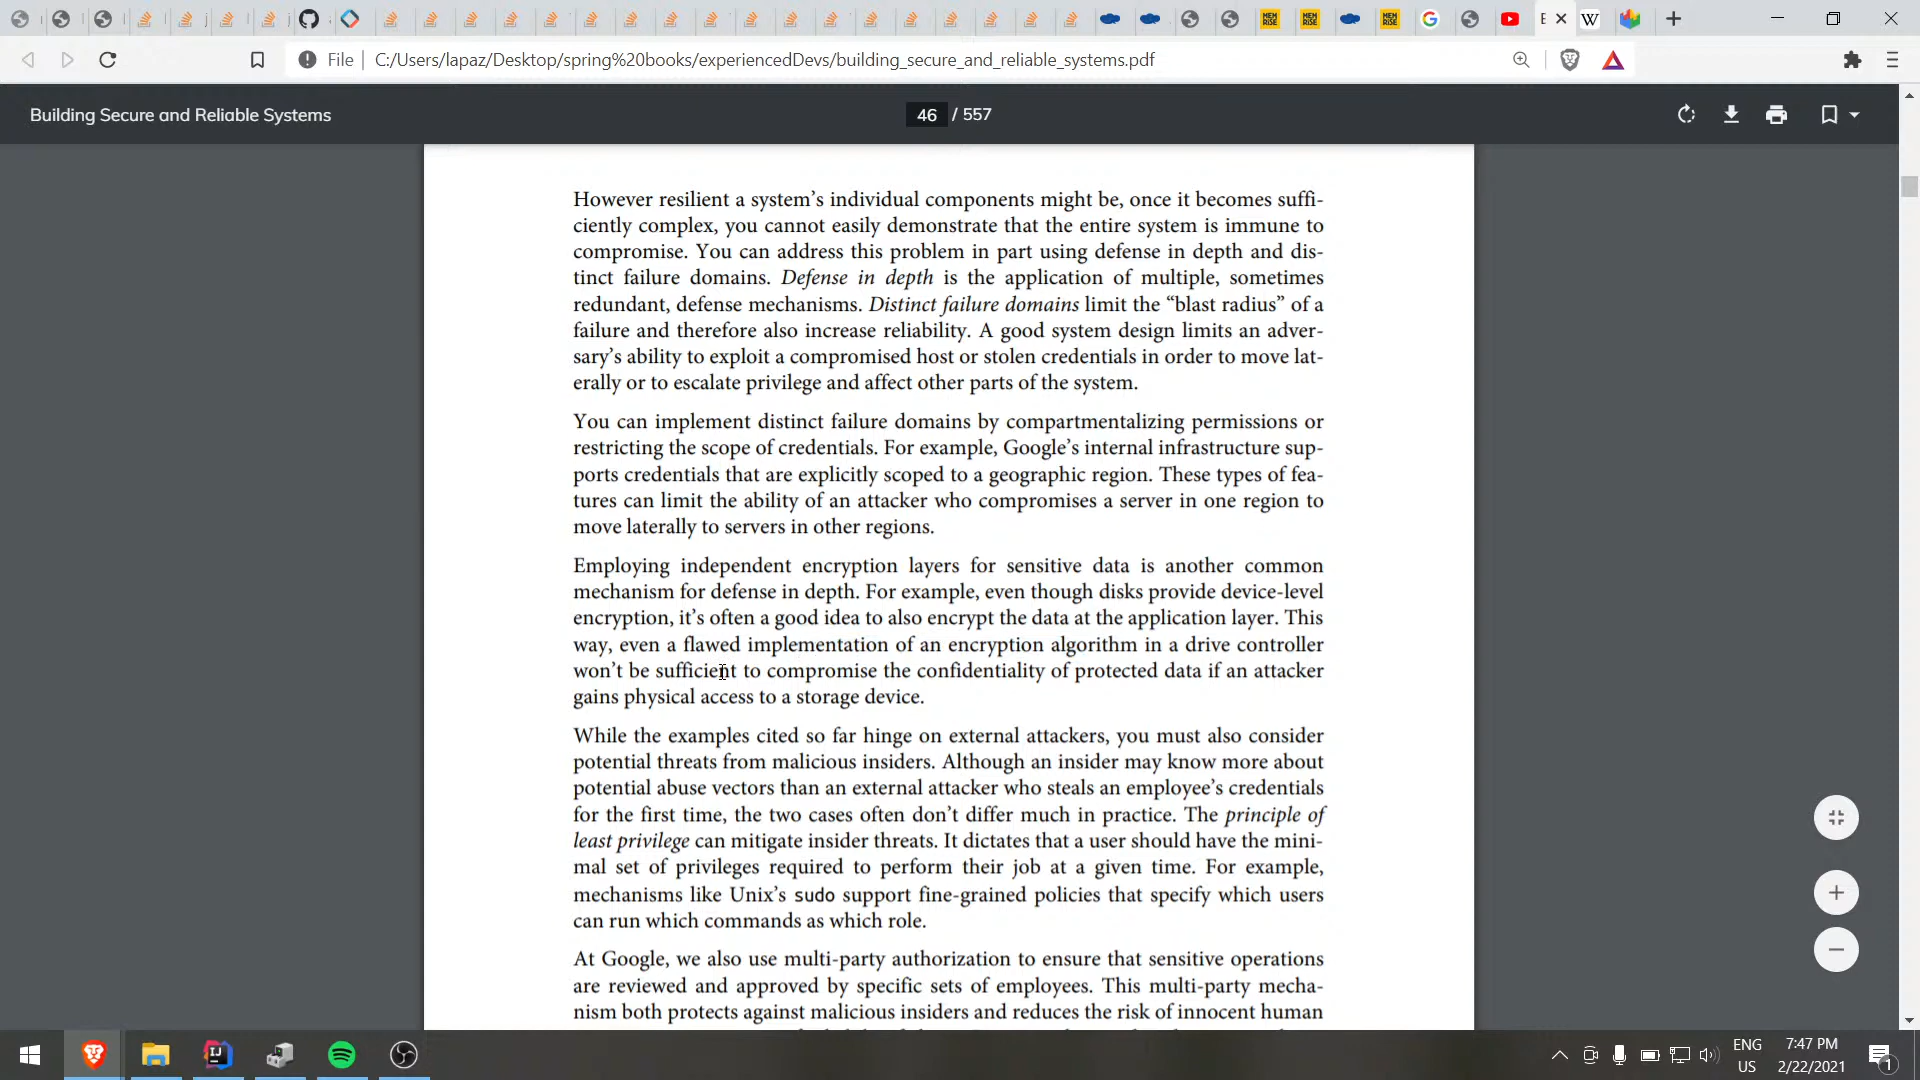 File
C:/Users/lapaz/Desktop/spring%20books/experiencedDevs/building_secure_and_reliable_systems.pdf
Building Secure and Reliable Systems
46 / 557
However resilient a system’s individual components might be, once it becomes suffi-
ciently complex, you cannot easily demonstrate that the entire system is immune to
compromise. You can address this problem in part using defense in depth and dis-
tinct failure domains. Defense in depth is the application of multiple, sometimes
redundant, defense mechanisms. Distinct failure domains limit the “blast radius” of a
failure and therefore also increase reliability. A good system design limits an adver-
sary’s ability to exploit a compromised host or stolen credentials in order to move lat-
erally or to escalate privilege and affect other parts of the system.
You can implement distinct failure domains by compartmentalizing permissions or
restricting the scope of credentials. For example, Google’s internal infrastructure sup-
ports credentials that are explicitly scoped to a geographic region. These types of fea-
tures can limit the ability of an attacker who compromises a server in one region to
move laterally to servers in other regions.
Employing independent encryption layers for sensitive data is another common
mechanism for defense in depth. For example, even though disks provide device-level
encryption, it’s often a good idea to also encrypt the data at the application layer. This
way, even a flawed implementation of an encryption algorithm in a drive controller
won’t be sufficient to compromise the confidentiality of protected data if an attacker
gains physical access to a storage device.
While the examples cited so far hinge on external attackers, you must also consider
potential threats from malicious insiders. Although an insider may know more about
potential abuse vectors than an external attacker who steals an employee’s credentials
for the first time, the two cases often don’t differ much in practice. The principle of
least privilege can mitigate insider threats. It dictates that a user should have the mini-
mal set of privileges required to perform their job at a given time. For example,
mechanisms like Unix’s sudo support fine-grained policies that specify which users
can run which commands as which role.
At Google, we also use multi-party authorization to ensure that sensitive operations
are reviewed and approved by specific sets of employees. This multi-party mecha-
nism both protects against malicious insiders and reduces the risk of innocent human
ENG
US
7:47 PM
2/22/2021
1